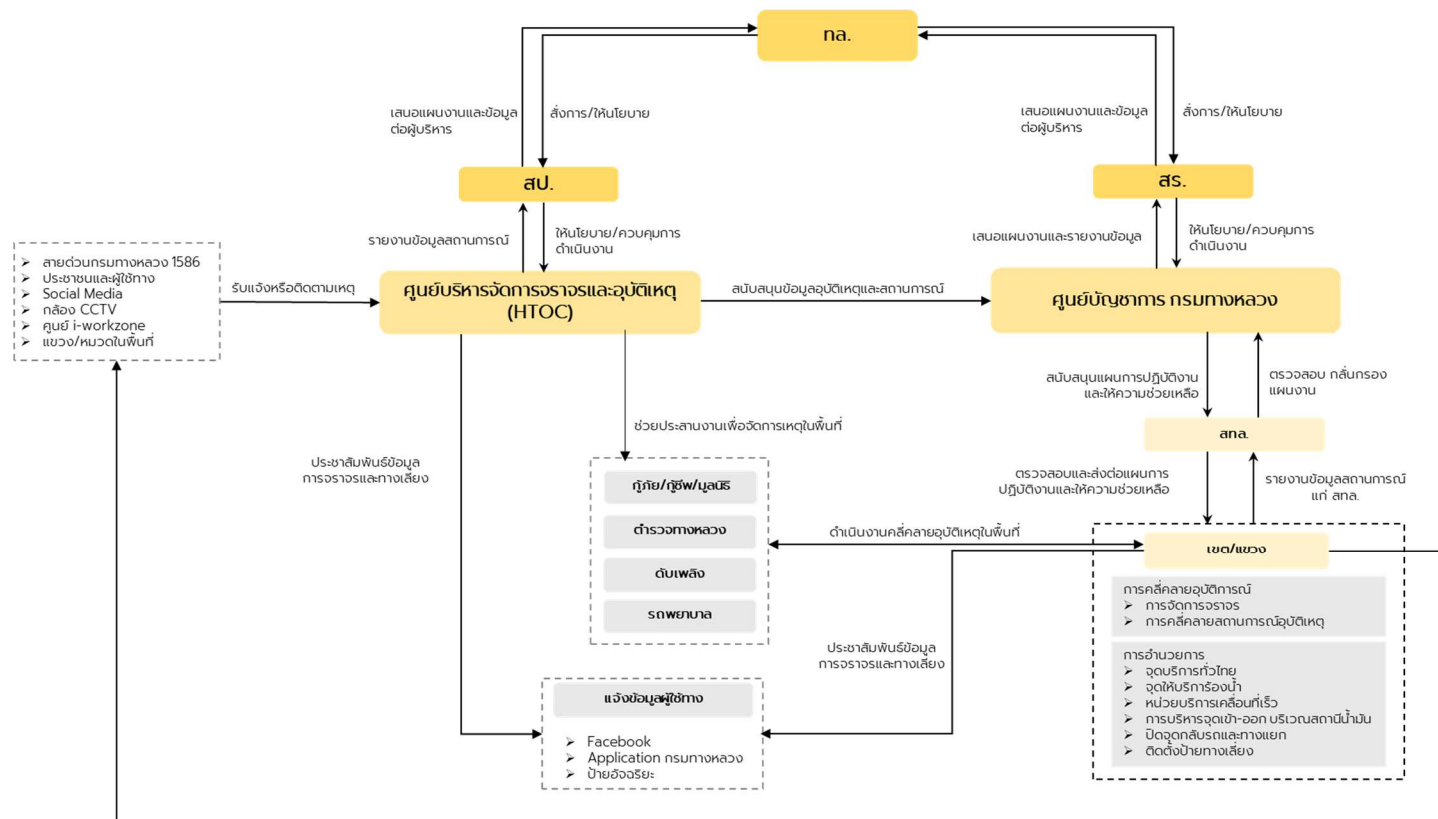 ทล.
เสนอแผนงานและข้อมูล
ต่อผู้บริหาร
สั่งการ/ให้นโยบาย
เสนอแผนงานและข้อมูล
ต่อผู้บริหาร
สั่งการ/ให้นโยบาย
สป.
สร.
รายงานข้อมูลสถานการณ์
ให้นโยบาย/ควบคุมการ
ดำเนินงาน
เสนอแผนงานและรายงานข้อมูล
ให้นโยบาย/ควบคุมการ
ดำเนินงาน
➢ สายด่วนกรมทางหลวง 1586
➢ ประชาชนและผู้ใช้ทาง
➢ Social Media
➢ กล้อง CCTV
➢ ศูนย์ i-workzone
➢ แขวง/หมวดในพื้นที่
รับแจ้งหรือติดตามเหตุ
ศูนย์บริหารจัดการจราจรและอุบัติเหตุ
(HTOC)
สนับสนุนข้อมูลอุบัติเหตุและสถานการณ์
ศูนย์บัญชาการ กรมทางหลวง
สนับสนุนแผนการปฏิบัติงาน
และให้ความช่วยเหลือ
ตรวจสอบ กลั่นกรอง
แผนงาน
ช่วยประสานงานเพื่อจัดการเหตุในพื้นที่
สทล.
ประชาสัมพันธ์ข้อมูล
การจราจรและทางเลี่ยง
ตรวจสอบและส่งต่อแผนการ
ปฏิบัติงานและให้ความช่วยเหลือ
รายงานข้อมูลสถานการณ์
แก่ สทล.
กู้ภัย/กู้ชีพ/มูลนิธิ
ตำรวจทางหลวง
ดับเพลิง
รถพยาบาล
ดำเนินงานคลี่คลายอุบัติเหตุในพื้นที่
เขต/แขวง
การคลี่คลายอุบัติการณ์
➢ การจัดการจราจร
➢ การคลี่คลายสถานการณ์อุบัติเหตุ
ประชาสัมพันธ์ข้อมูล
การจราจรและทางเลี่ยง
การอำนวยการ
➢ จุดบริการทั่วไทย
➢ จุดให้บริการ้องน้ำ
➢ หน่วยบริการเคลื่อนที่เร็ว
➢ การบริหารจุดเข้า-ออก บริเวณสถานีน้ำมัน
➢ ปิดจุดกลับรถและทางแยก
➢ ติดตั้งป้ายทางเลี่ยง
แจ้งข้อมูลผู้ใช้ทาง
➢ Facebook
➢ Application กรมทางหลวง
➢ ป้ายอัจฉริยะ